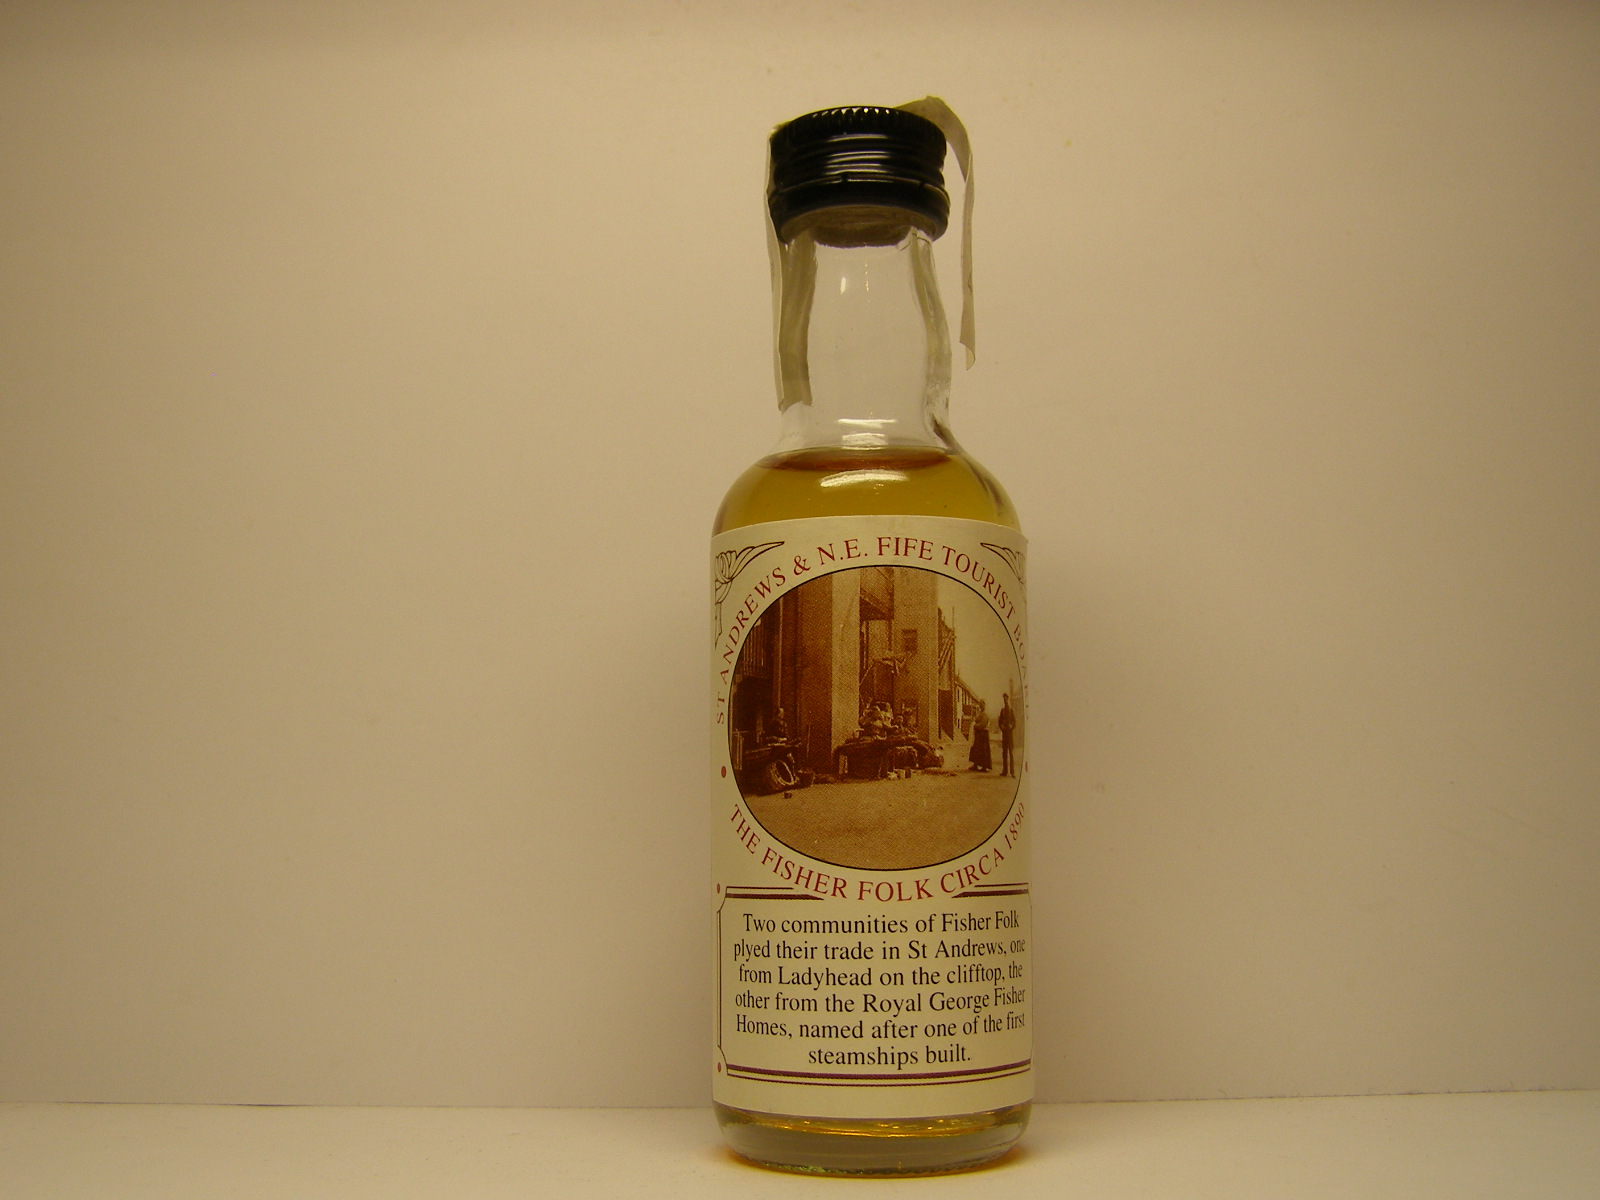 ST ANDREWS & N.E. FIFE TOURIST BOARD
THE FISHER FOLK CIRCA 1890
Two communities of Fisher Folk
plyed their trade in St Andrews, one
from Ladyhead on the clifftop, the
other from the Royal George Fisher
Homes, named after one of the first
steamships built.